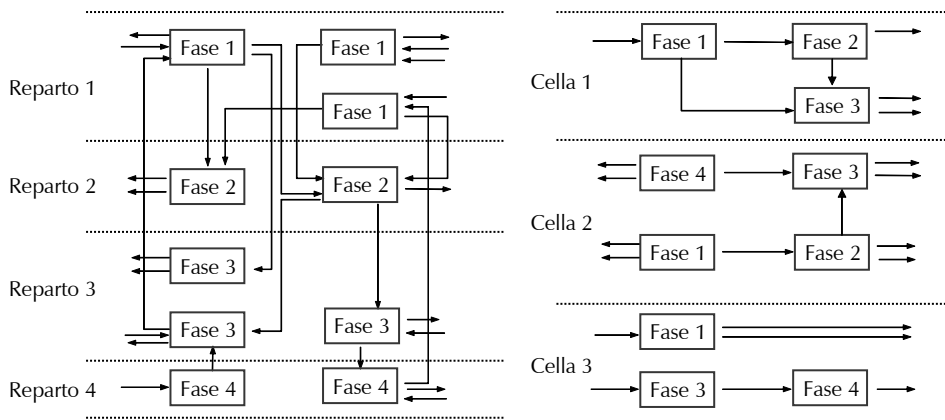 Reparto 1
Fase 1
Fase 1
Fase 1
Reparto 2
Fase 2
Fase 2
Reparto 3
Fase 3
Fase 3
Fase 3
Reparto 4
Fase 4
Fase 4
Cella 1
Fase 1
Fase 2
Fase 3
Cella 2
Fase 4
Fase 3
Fase 1
Fase 2
Cella 3
Fase 1
Fase 3
Fase 4